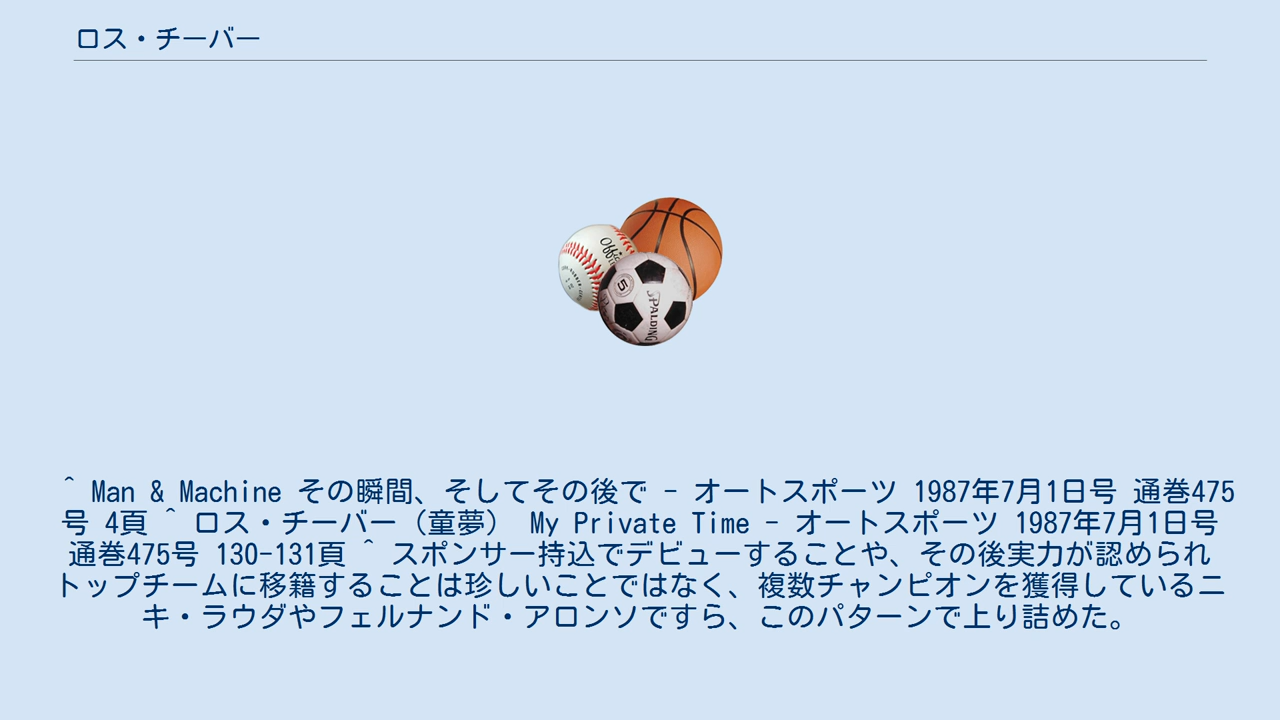 ロス・チーバー
Official
5
SPALDING
^ Man & Machine その瞬間、そしてその後で - オートスポーツ 1987年7月1日号 通巻475
号 4頁 ^ ロス・チーバー（童夢） My Private Time - オートスポーツ 1987年7月1日号
通巻475号 130-131頁 ^ スポンサー持込でデビューすることや、その後実力が認められ
トップチームに移籍することは珍しいことではなく、複数チャンピオンを獲得しているニ
キ・ラウダやフェルナンド・アロンソですら、このパターンで上り詰めた。